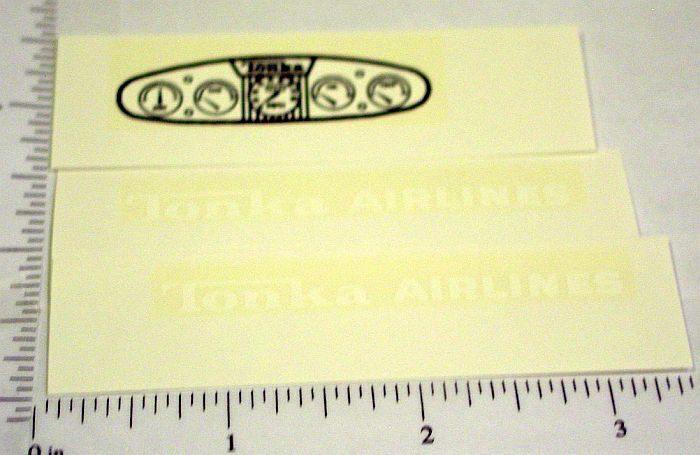 Tonka
Tonka AIRLINES
Tonka AIRLINES
0 in
1
2
3